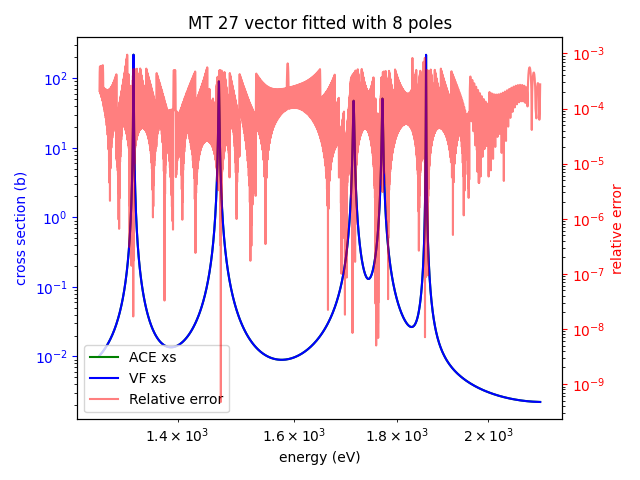 MT 27 vector fitted with 8 poles
cross section (b)
10²
10¹
10⁰
10⁻¹
10⁻²
10⁻³
10⁻⁴
10⁻⁵
10⁻⁶
10⁻⁷
10⁻⁸
10⁻⁹
relative error
ACE xs
VF xs
Relative error
1.4 × 10³ 1.6 × 10³ 1.8 × 10³ 2 × 10³
energy (eV)